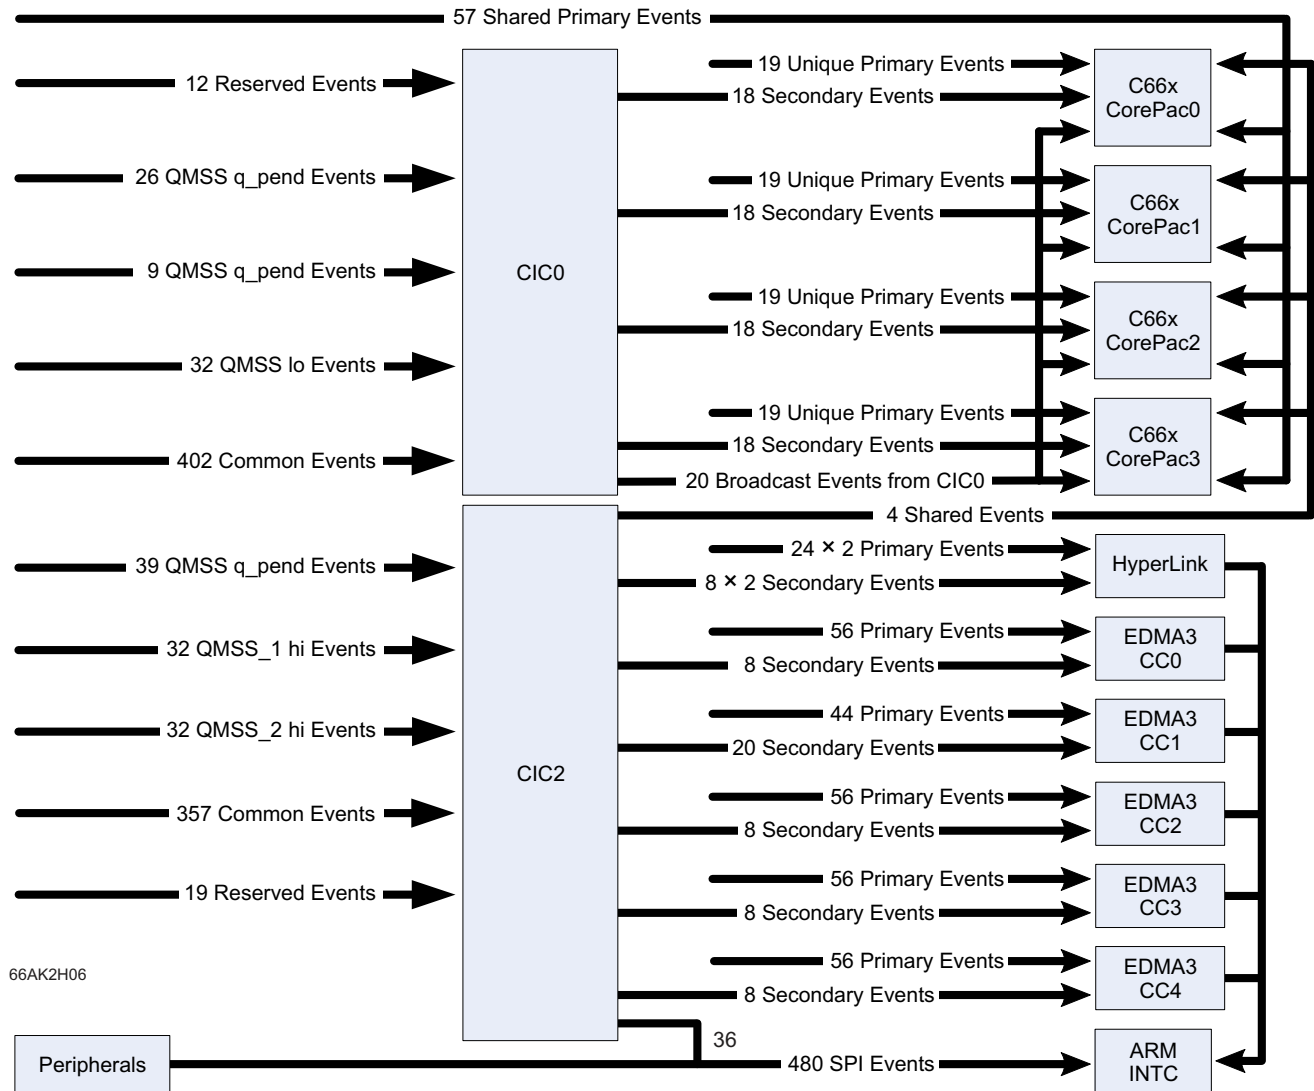 57 Shared Primary Events
12 Reserved Events
26 QMSS q_pend Events
9 QMSS q_pend Events
32 QMSS lo Events
402 Common Events
CIC0
19 Unique Primary Events
18 Secondary Events
C66x
CorePac0
19 Unique Primary Events
18 Secondary Events
C66x
CorePac1
19 Unique Primary Events
18 Secondary Events
C66x
CorePac2
19 Unique Primary Events
18 Secondary Events
C66x
CorePac3
20 Broadcast Events from CIC0
4 Shared Events
39 QMSS q_pend Events
32 QMSS_1 hi Events
32 QMSS_2 hi Events
357 Common Events
19 Reserved Events
CIC2
24 × 2 Primary Events
8 × 2 Secondary Events
HyperLink
56 Primary Events
8 Secondary Events
EDMA3
CC0
44 Primary Events
20 Secondary Events
EDMA3
CC1
56 Primary Events
8 Secondary Events
EDMA3
CC2
56 Primary Events
8 Secondary Events
EDMA3
CC3
56 Primary Events
8 Secondary Events
EDMA3
CC4
66AK2H06
Peripherals
36
480 SPI Events
ARM
INTC